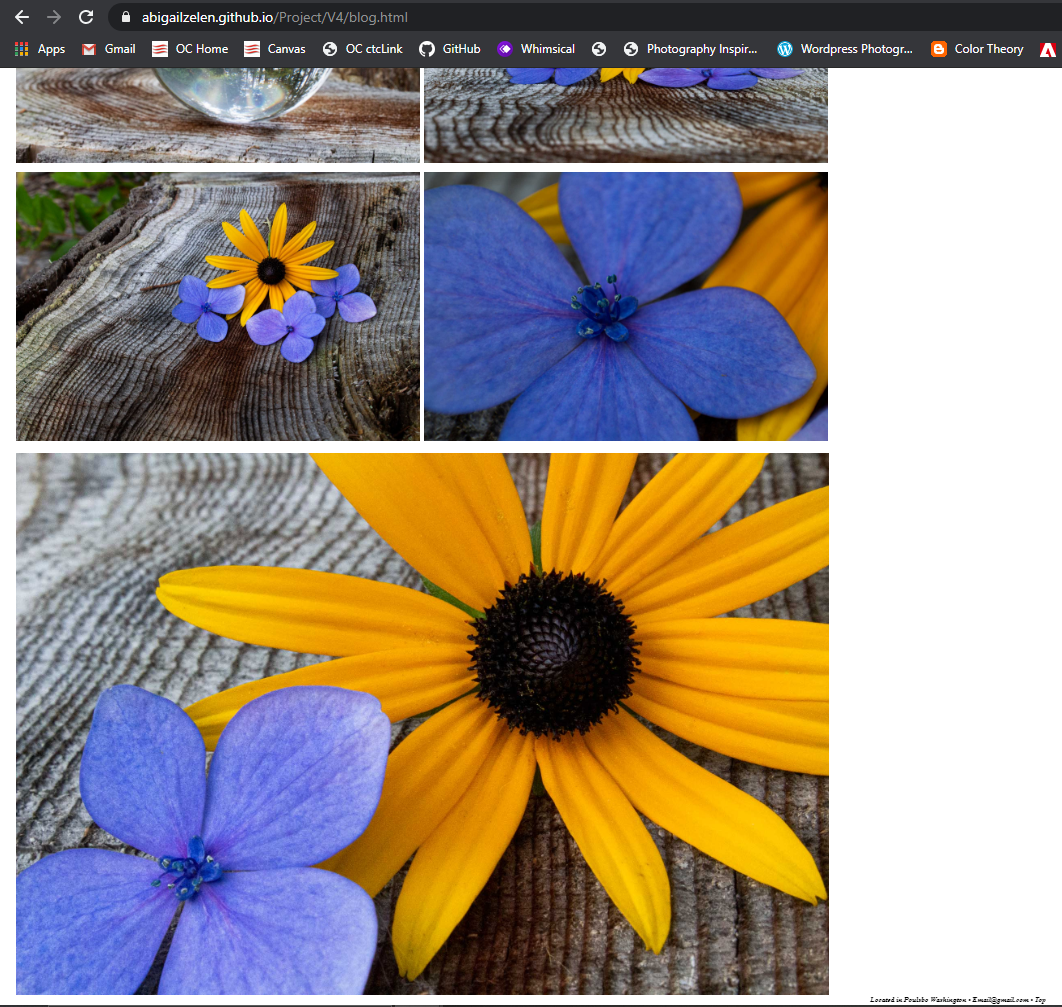 abigailzelen.github.io/Project/V4/blog.html
Apps Gmail OC Home Canvas OC ctcLink GitHub Whimsical Photography Inspir... Wordpress Photogr... Color Theory
Located in Poulsbo Washington • Email@gmail.com • Top